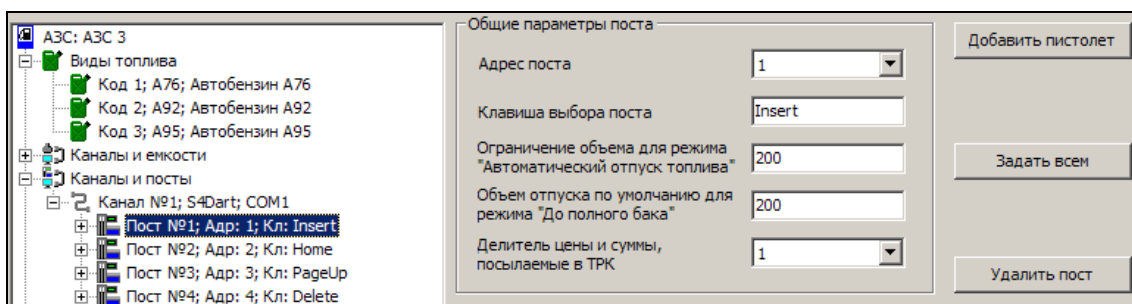 АЗС: АЗС 3
Виды топлива
Код 1; А76; Автобензин А76
Код 2; А92; Автобензин А92
Код 3; А95; Автобензин А95
Каналы и емкости
Каналы и посты
Канал №1; S4Dart; COM1
Пост №1; Адр: 1; Кл: Insert
Пост №2; Адр: 2; Кл: Home
Пост №3; Адр: 3; Кл: PageUp
Пост №4; Адр: 4; Кл: Delete
Общие параметры поста
Адрес поста
1
Клавиша выбора поста
Insert
Ограничение объема для режима
"Автоматический отпуск топлива"
200
Объем отпуска по умолчанию для
режима "До полного бака"
200
Делитель цены и суммы,
посылаемые в ТРК
1
Добавить пистолет
Задать всем
Удалить пост